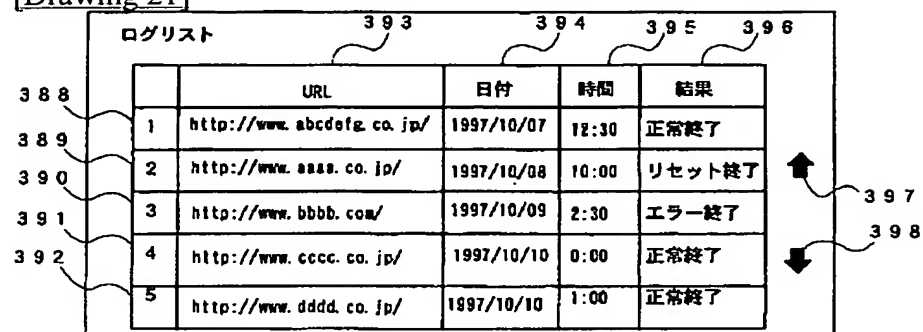 [Drawing 21]
393 394 395 396
ログリスト
URL 日付 時間 結果
388
1 http://www.abcdefg.co.jp/ 1997/10/07 12:30 正常終了
389
2 http://www.aaaa.co.jp/ 1997/10/08 10:00 リセット終了
390
397
3 http://www.bbbb.com/ 1997/10/09 2:30 エラー終了
391
398
4 http://www.cccc.co.jp/ 1997/10/10 0:00 正常終了
392
5 http://www.dddd.co.jp/ 1997/10/10 1:00 正常終了